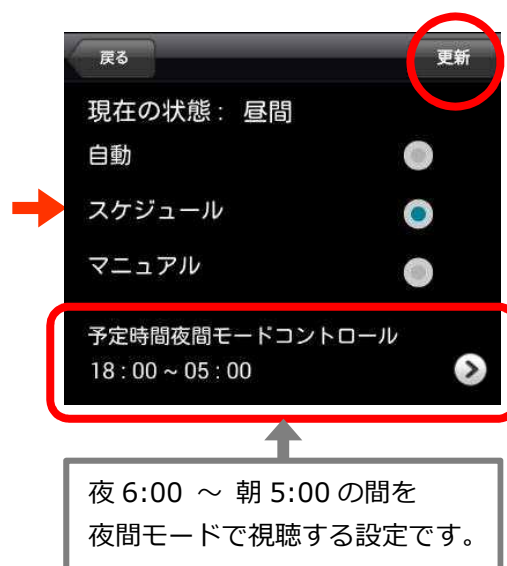 戻る
更新
現在の状態： 昼間
自動
スケジュール
マニュアル
予定時間夜間モードコントロール
18 : 00 ~ 05 : 00
夜 6:00 ～ 朝 5:00 の間を
夜間モードで視聴する設定です。